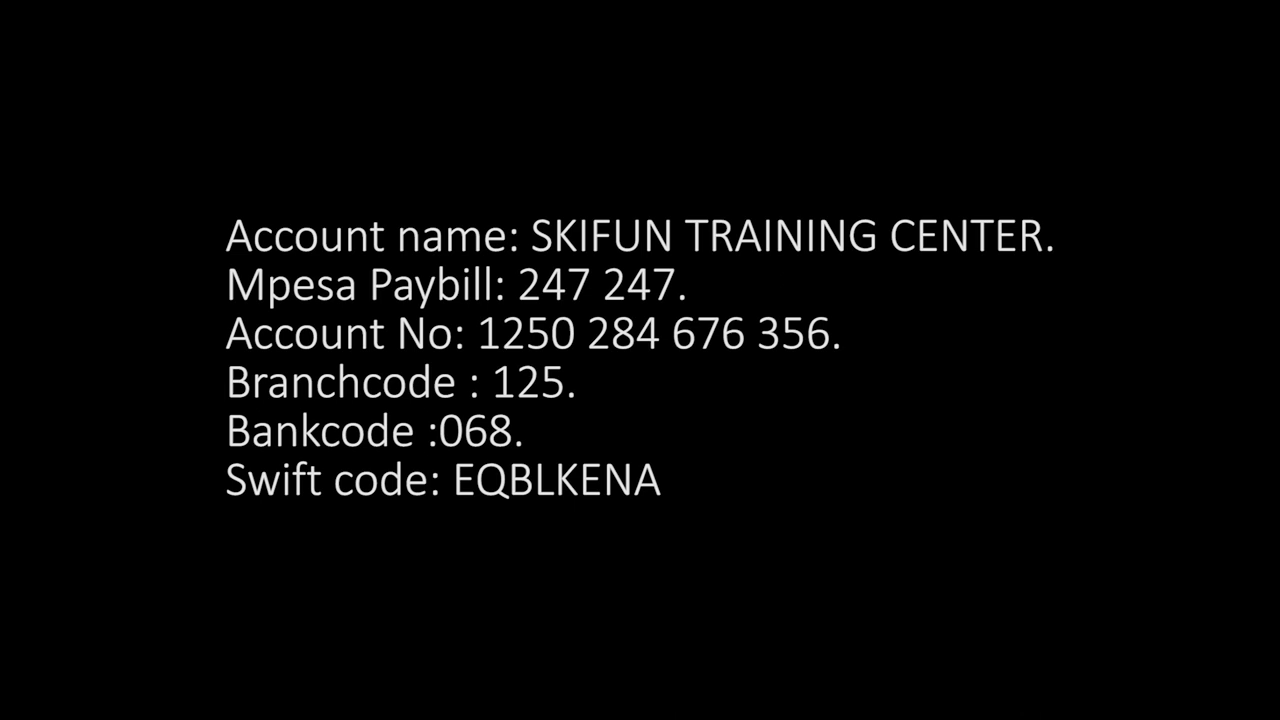 Account name: SKIFUN TRAINING CENTER.
Mpesa Paybill: 247 247.
Account No: 1250 284 676 356.
Branchcode : 125.
Bankcode :068.
Swift code: EQBLKENA